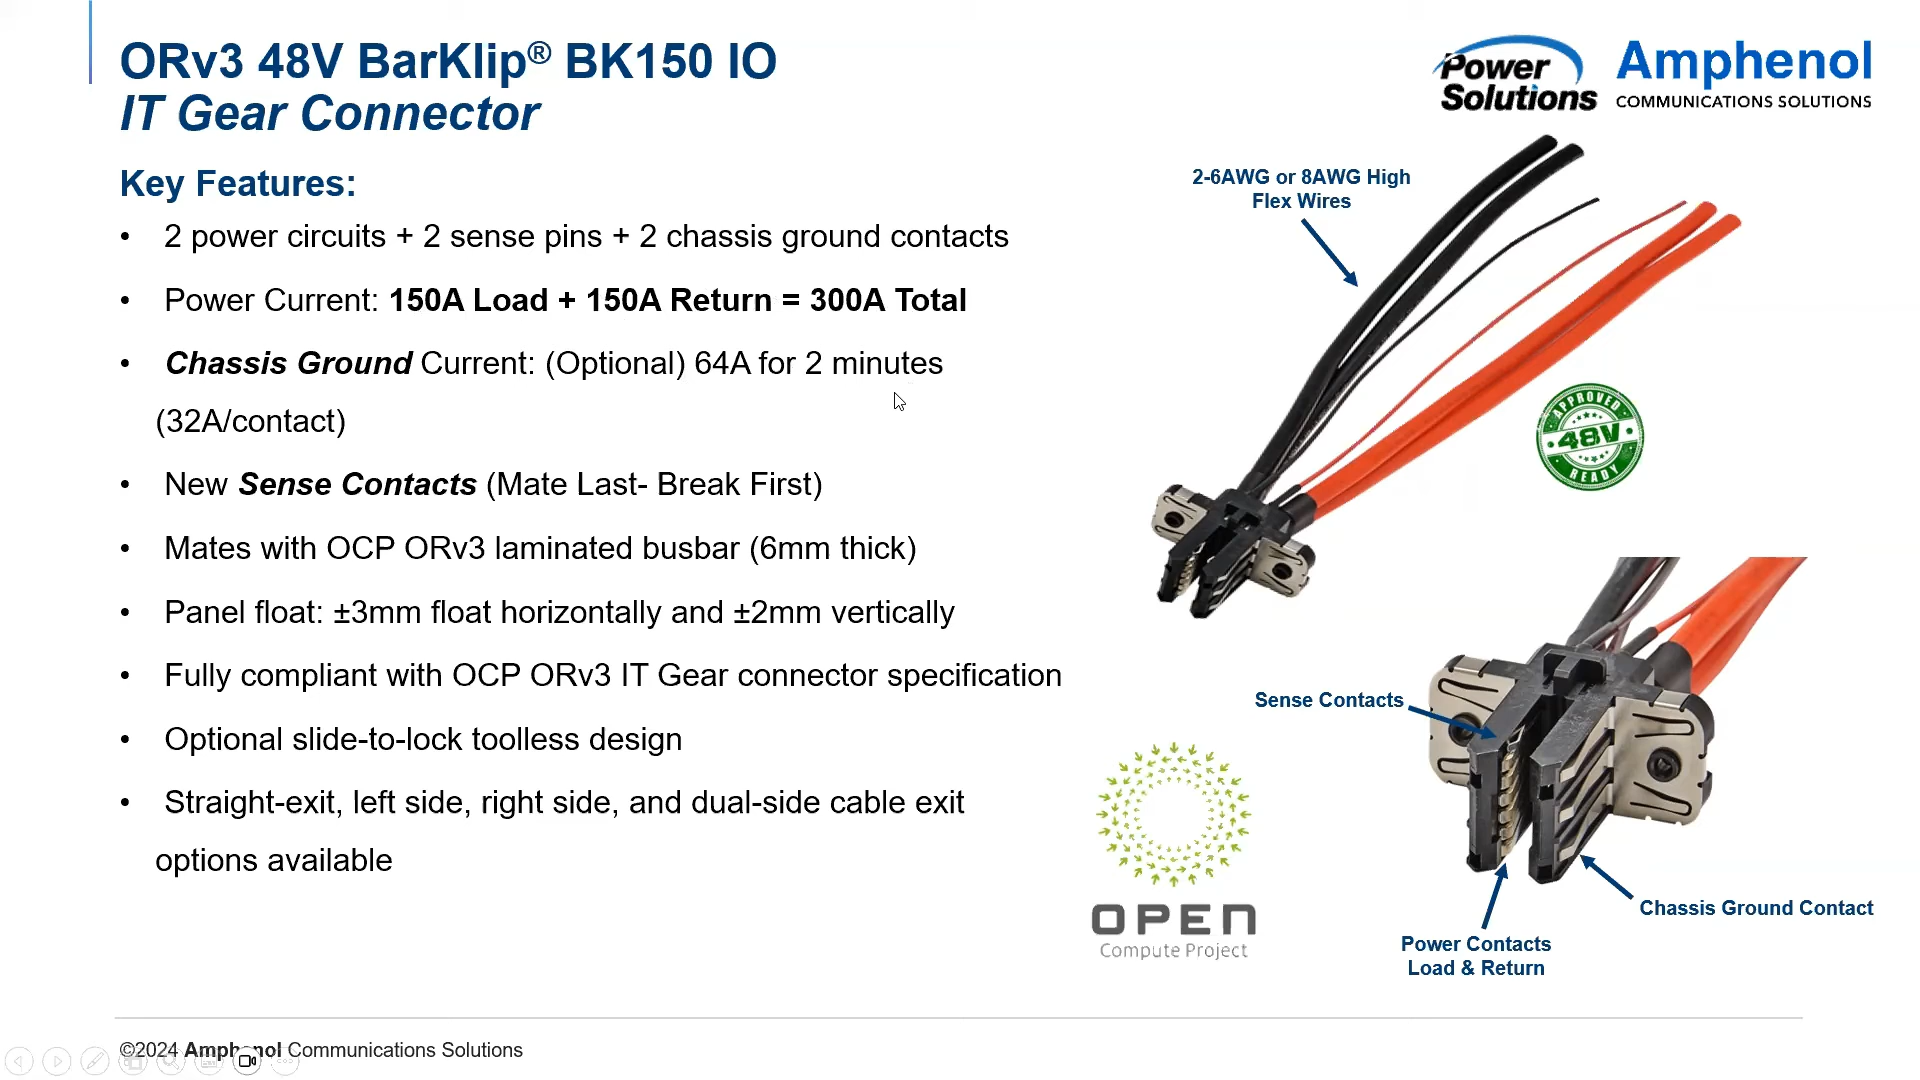 ORv3 48V BarKlip® BK150 IO
IT Gear Connector
Power
Solutions
Amphenol
COMMUNICATIONS SOLUTIONS
Key Features:
• 2 power circuits + 2 sense pins + 2 chassis ground contacts
• Power Current: 150A Load + 150A Return = 300A Total
• Chassis Ground Current: (Optional) 64A for 2 minutes
(32A/contact)
• New Sense Contacts (Mate Last- Break First)
• Mates with OCP ORv3 laminated busbar (6mm thick)
• Panel float: ±3mm float horizontally and ±2mm vertically
• Fully compliant with OCP ORv3 IT Gear connector specification
• Optional slide-to-lock toolless design
• Straight-exit, left side, right side, and dual-side cable exit
options available
2-6AWG or 8AWG High
Flex Wires
APPROVED
48V
READY
Sense Contacts
Chassis Ground Contact
Power Contacts
Load & Return
OPEN
Compute Project
©2024 Amphenol Communications Solutions